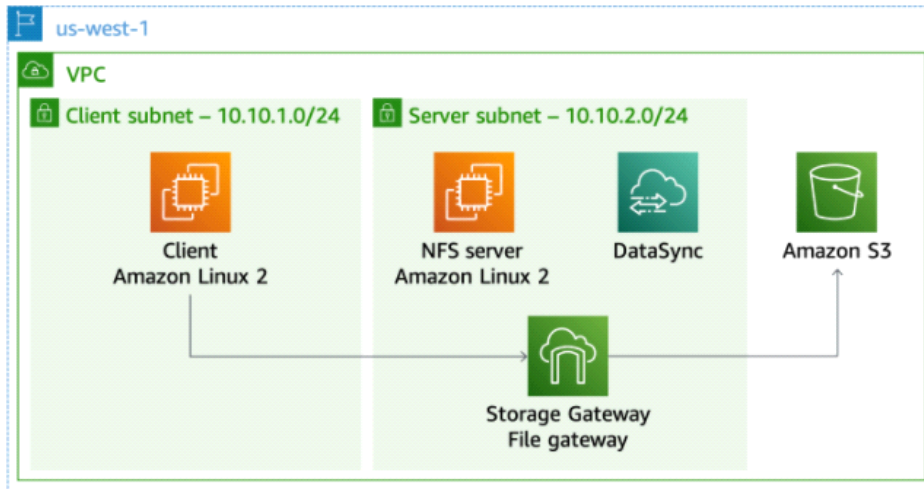 us-west-1
VPC
Client subnet – 10.10.1.0/24
Server subnet – 10.10.2.0/24
Client
Amazon Linux 2
NFS server
Amazon Linux 2
DataSync
Amazon S3
Storage Gateway
File gateway